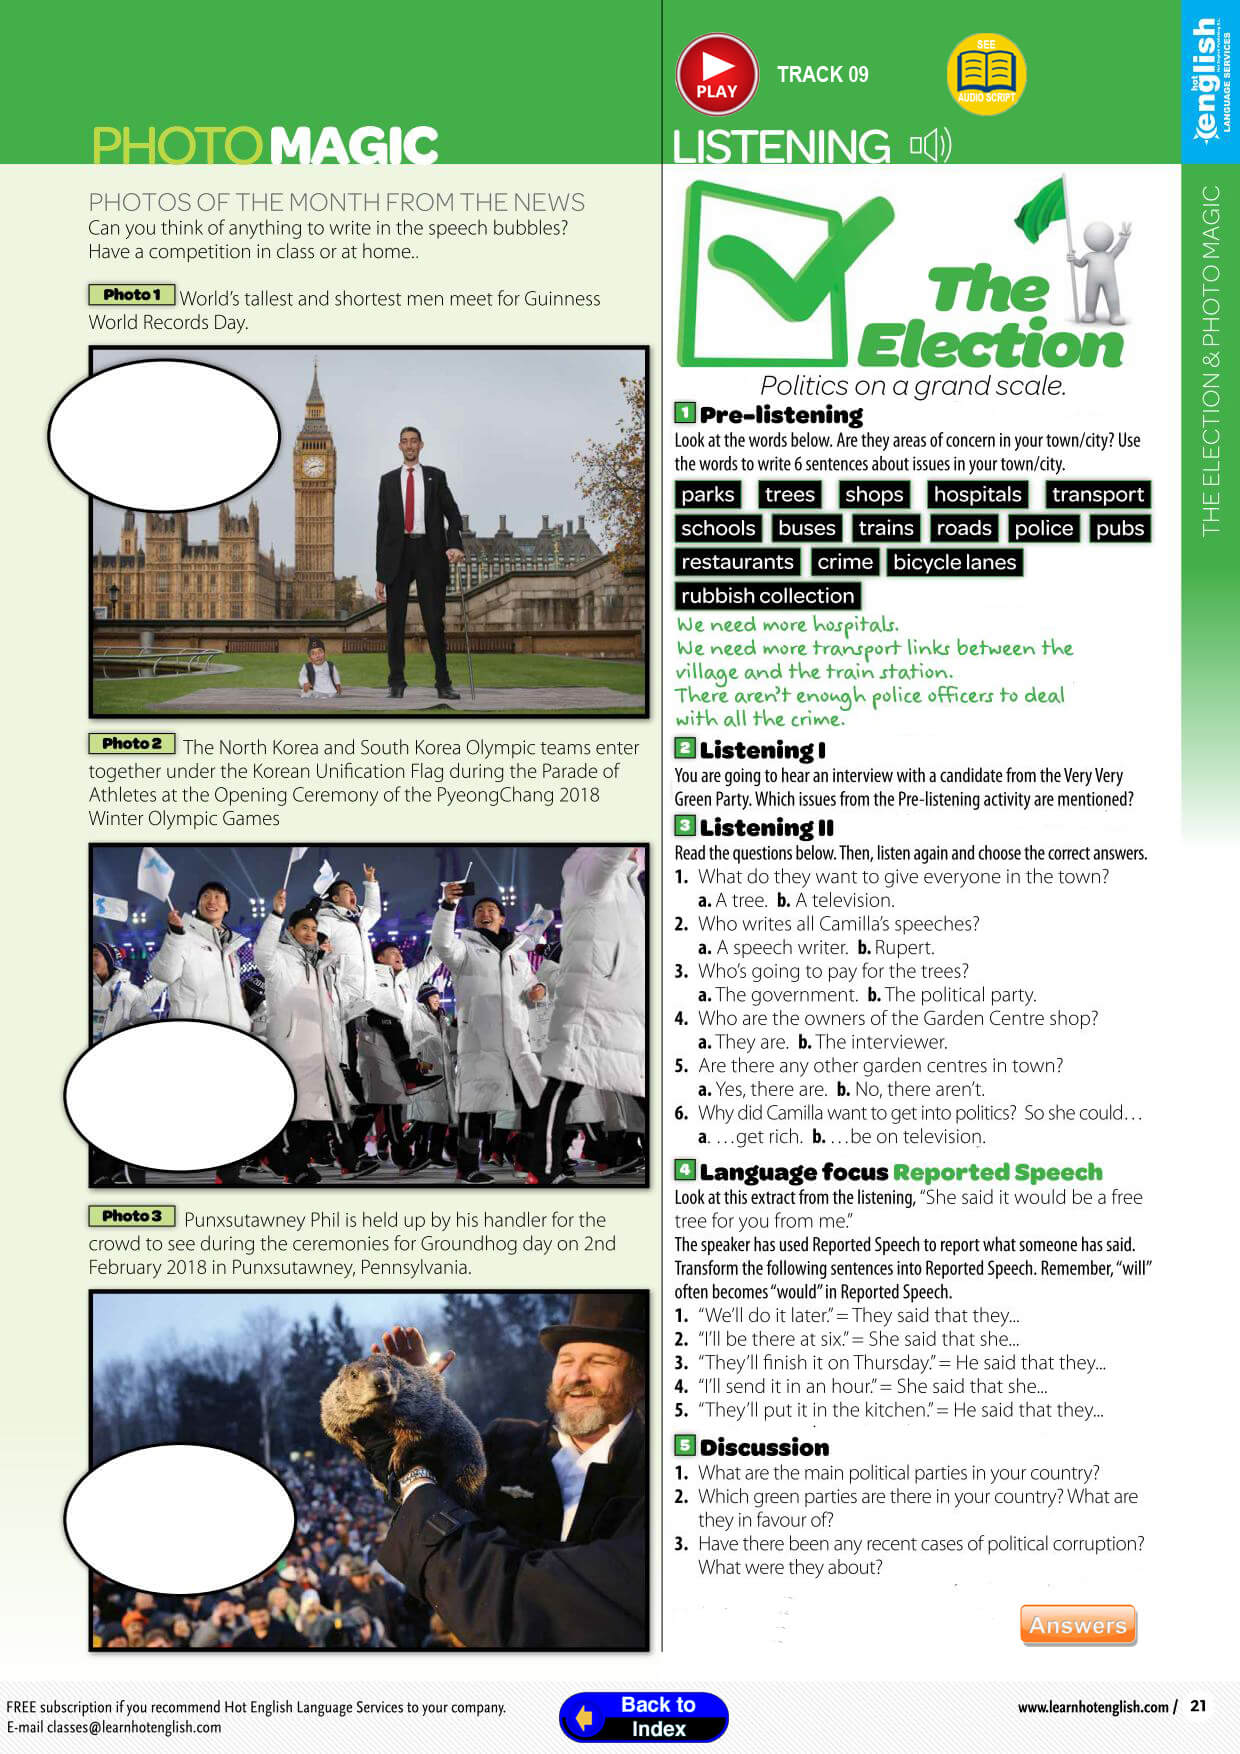 PHOTO MAGIC
PHOTOS OF THE MONTH FROM THE NEWS
Can you think of anything to write in the speech bubbles?
Have a competition in class or at home..
Photo 1 World's tallest and shortest men meet for Guinness
World Records Day.
Photo 2 The North Korea and South Korea Olympic teams enter
together under the Korean Unification Flag during the Parade of
Athletes at the Opening Ceremony of the PyeongChang 2018
Winter Olympic Games
Photo 3 Punxsutawney Phil is held up by his handler for the
crowd to see during the ceremonies for Groundhog day on 2nd
February 2018 in Punxsutawney, Pennsylvania.
PLAY
TRACK 09
SEE
AUDIO SCRIPT
LISTENING
The
Election
Politics on a grand scale.
1 Pre-listening
Look at the words below. Are they areas of concern in your town/city? Use
the words to write 6 sentences about issues in your town/city.
parks trees shops hospitals transport
schools buses trains roads police pubs
restaurants crime bicycle lanes
rubbish collection
We need more hospitals.
We need more transport links between the
village and the train station.
There aren't enough police officers to deal
with all the crime.
2 Listening I
You are going to hear an interview with a candidate from the Very Very
Green Party. Which issues from the Pre-listening activity are mentioned?
3 Listening II
Read the questions below. Then, listen again and choose the correct answers.
1. What do they want to give everyone in the town?
a. A tree. b. A television.
2. Who writes all Camilla's speeches?
a. A speech writer. b. Rupert.
3. Who's going to pay for the trees?
a. The government. b. The political party.
4. Who are the owners of the Garden Centre shop?
a. They are. b. The interviewer.
5. Are there any other garden centres in town?
a. Yes, there are. b. No, there aren't.
6. Why did Camilla want to get into politics? So she could…
a. …get rich. b. …be on television.
4 Language focus Reported Speech
Look at this extract from the listening, "She said it would be a free
tree for you from me."
The speaker has used Reported Speech to report what someone has said.
Transform the following sentences into Reported Speech. Remember, "will"
often becomes "would" in Reported Speech.
1. "We'll do it later." = They said that they...
2. "I'll be there at six." = She said that she...
3. "They'll finish it on Thursday." = He said that they...
4. "I'll send it in an hour." = She said that she...
5. "They'll put it in the kitchen." = He said that they...
5 Discussion
1. What are the main political parties in your country?
2. Which green parties are there in your country? What are
they in favour of?
3. Have there been any recent cases of political corruption?
What were they about?
Answers
hot english
LANGUAGE SERVICES
THE ELECTION & PHOTO MAGIC
FREE subscription if you recommend Hot English Language Services to your company.
E-mail classes@learnhotenglish.com
Back to
Index
www.learnhotenglish.com / 21